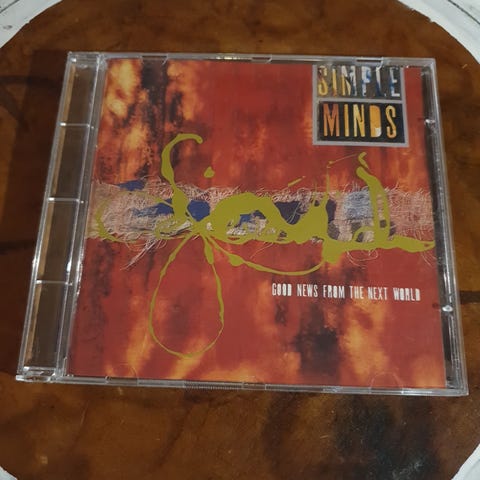 SIMPLE
MINDS
GOOD NEWS FROM THE NEXT WORLD